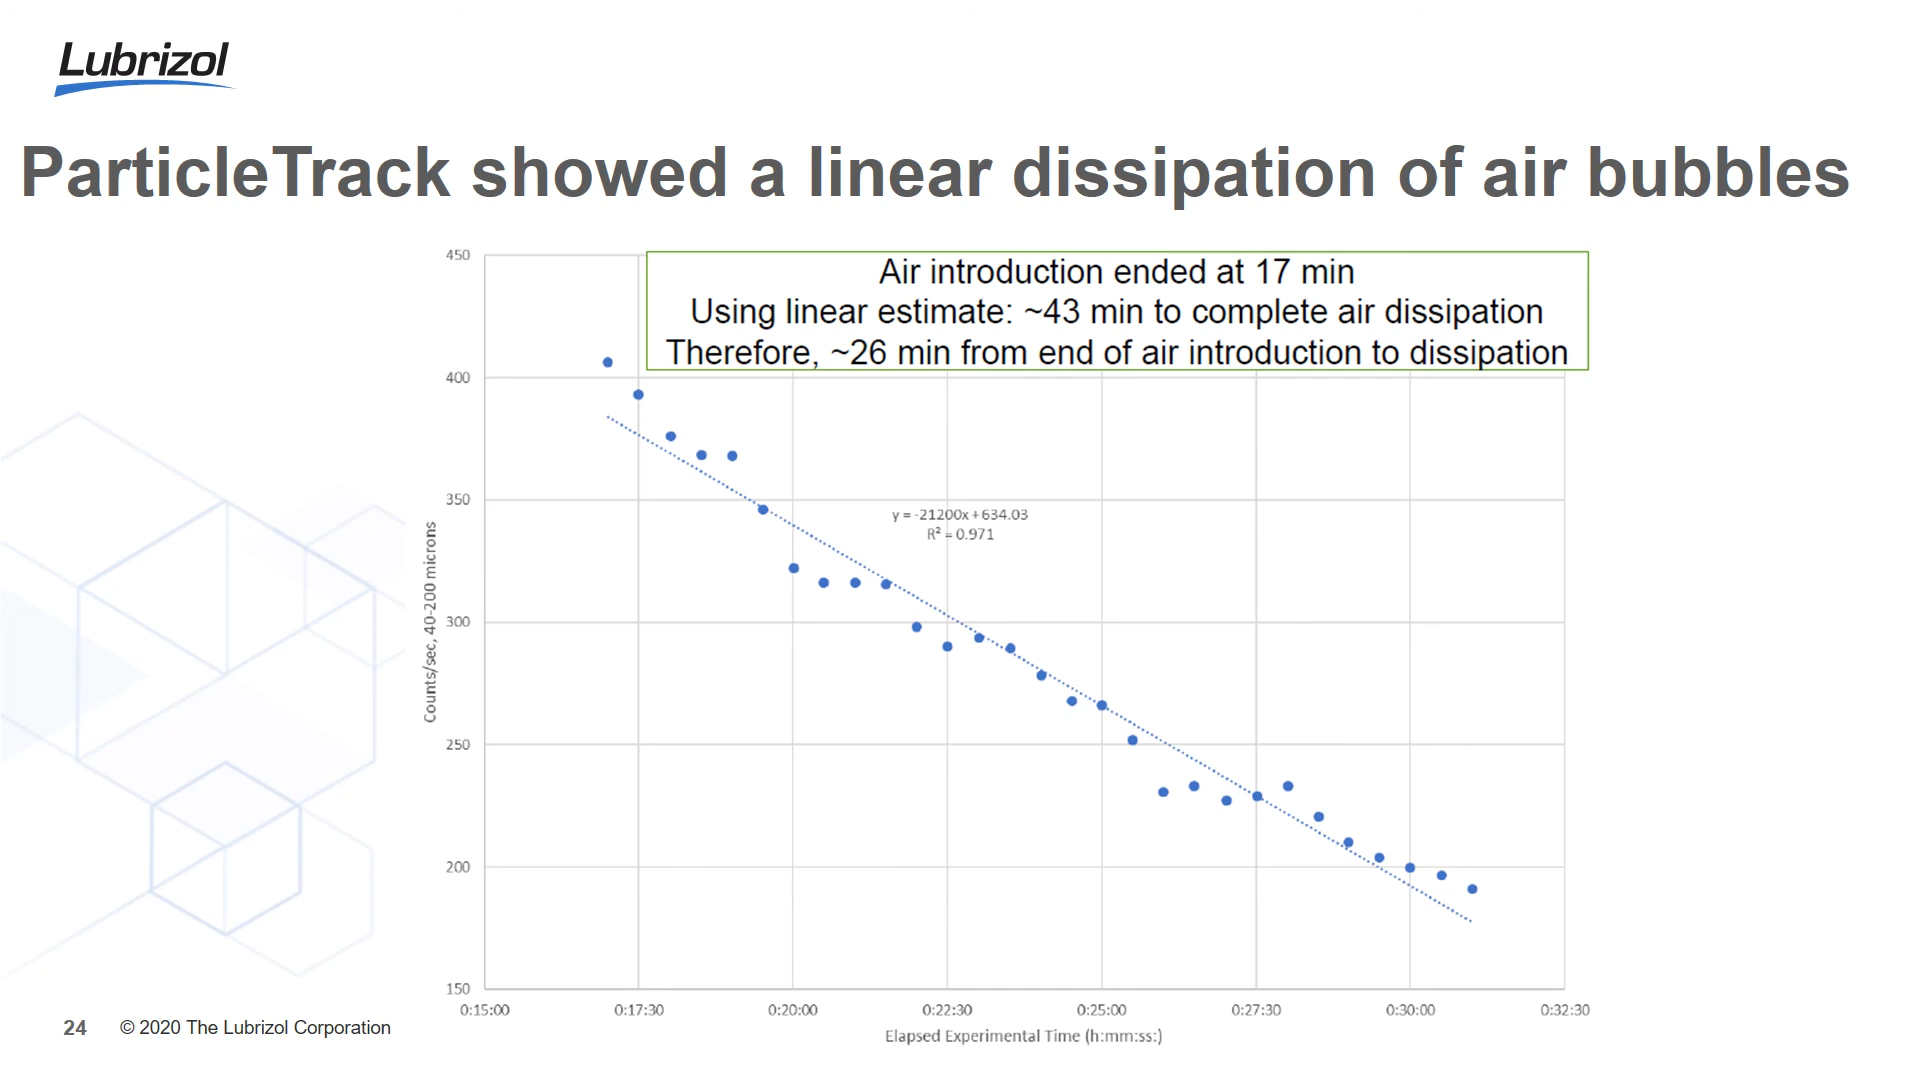 Lubrizol
ParticleTrack showed a linear dissipation of air bubbles
Air introduction ended at 17 min
Using linear estimate: ~43 min to complete air dissipation
Therefore, ~26 min from end of air introduction to dissipation
450
400
350
300
250
200
150
Counts/sec, 40-200 microns
y = -21200x + 634.03
R² = 0.971
0:15:00 0:17:30 0:20:00 0:22:30 0:25:00 0:27:30 0:30:00 0:32:30
Elapsed Experimental Time (h:mm:ss:)
24 © 2020 The Lubrizol Corporation